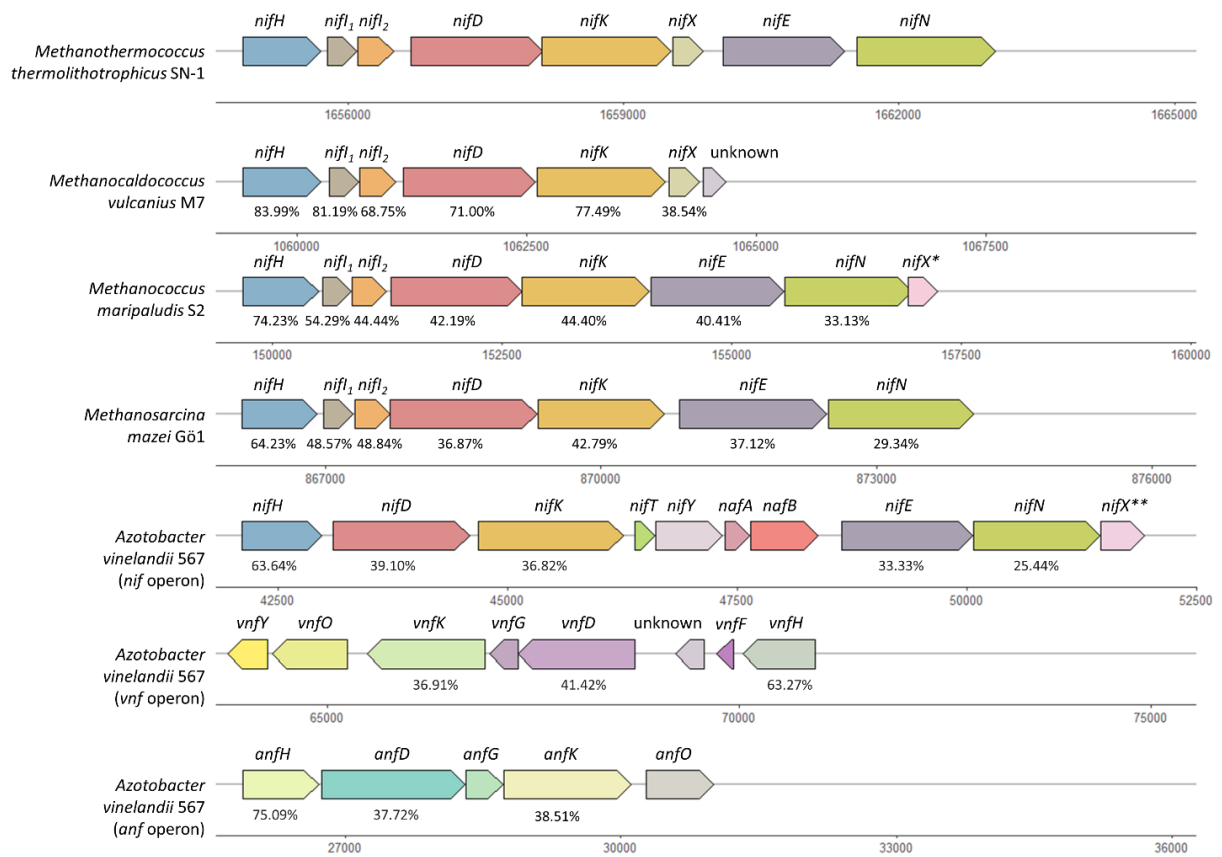 nifH nifI1 nifI2 nifD nifK nifX nifE nifN
Methanothermococcus
thermolithotrophicus SN-1
1656000 1659000 1662000 1665000
nifH nifI1 nifI2 nifD nifK nifX unknown
Methanocaldococcus
vulcanius M7
83.99% 81.19% 68.75% 71.00% 77.49% 38.54%
1060000 1062500 1065000 1067500
nifH nifI1 nifI2 nifD nifK nifE nifN nifX*
Methanococcus
maripaludis S2
74.23% 54.29% 44.44% 42.19% 44.40% 40.41% 33.13%
150000 152500 155000 157500 160000
nifH nifI1 nifI2 nifD nifK nifE nifN
Methanosarcina
mazei Gö1
64.23% 48.57% 48.84% 36.87% 42.79% 37.12% 29.34%
867000 870000 873000 876000
nifH nifD nifK nifT nifY nafA nafB nifE nifN nifX**
Azotobacter
vinelandii 567
(nif operon)
63.64% 39.10% 36.82% 33.33% 25.44%
42500 45000 47500 50000 52500
vnfY vnfO vnfK vnfG vnfD unknown vnfF vnfH
Azotobacter
vinelandii 567
(vnf operon)
36.91% 41.42% 63.27%
65000 70000 75000
anfH anfD anfG anfK anfO
Azotobacter
vinelandii 567
(anf operon)
75.09% 37.72% 38.51%
27000 30000 33000 36000